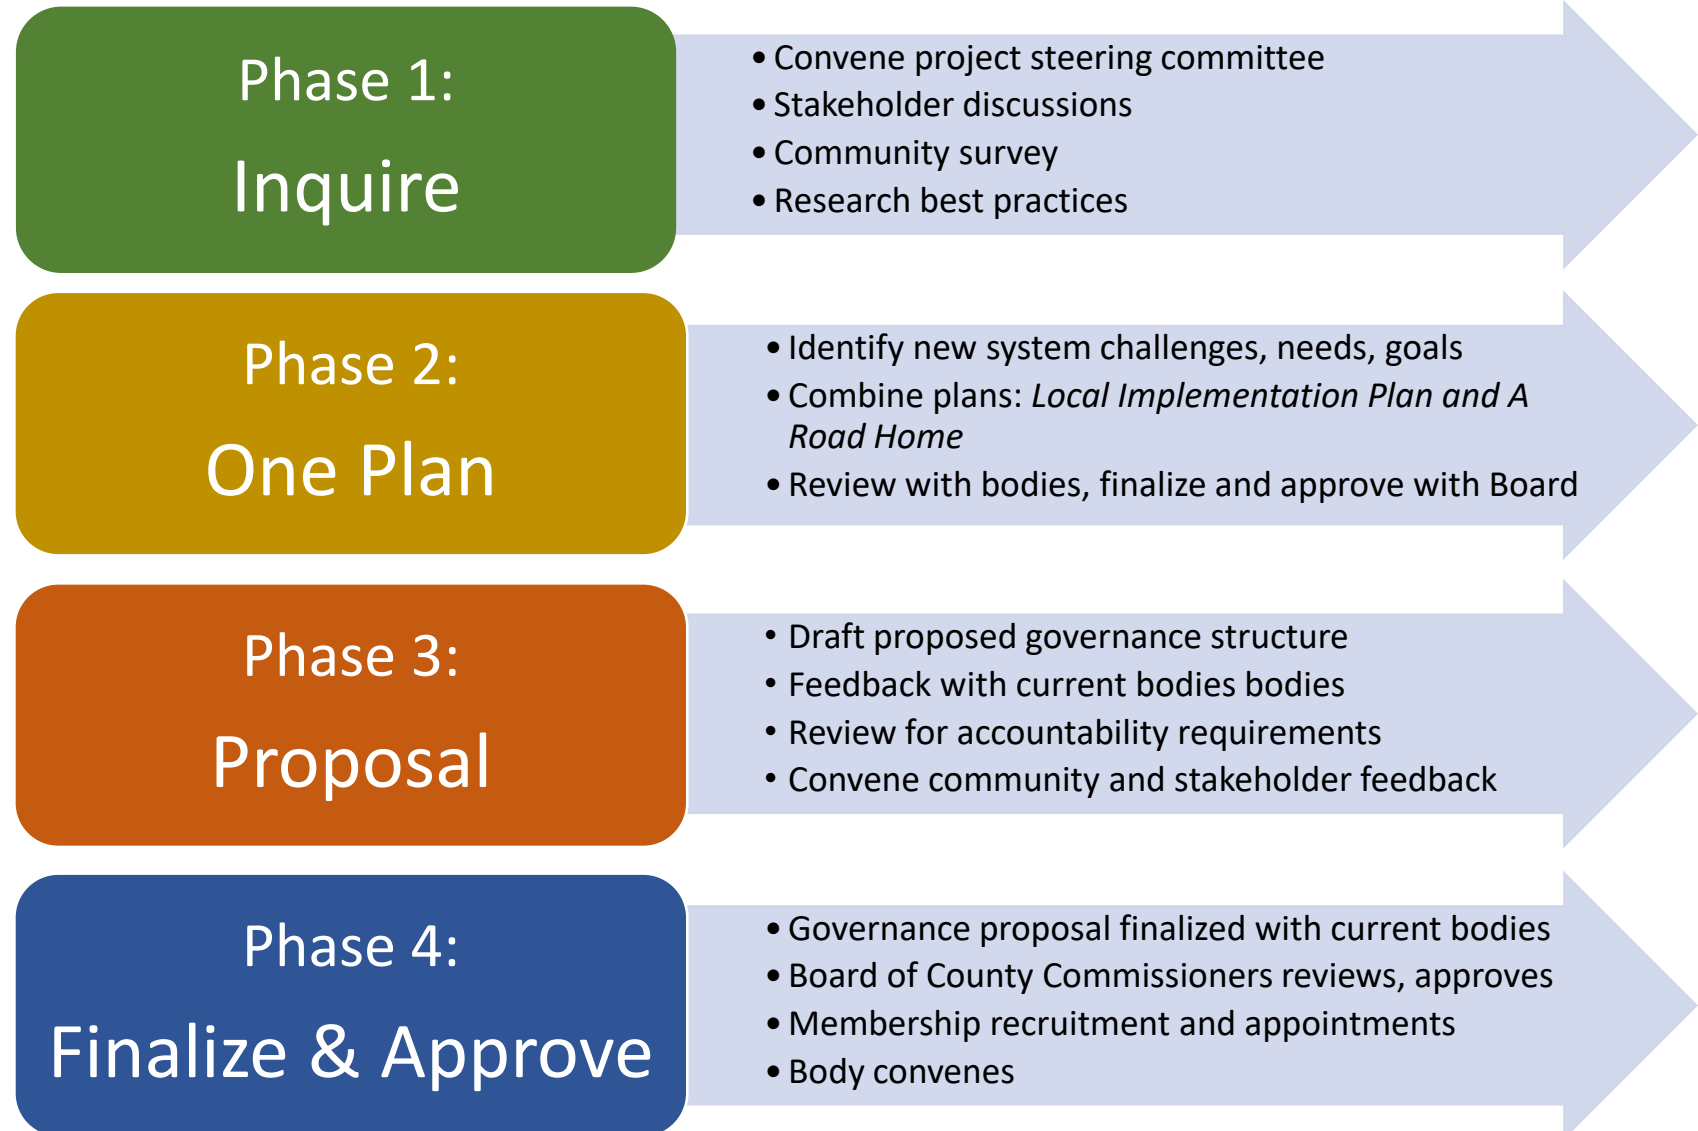 Phase 1:
Inquire
• Convene project steering committee
• Stakeholder discussions
• Community survey
• Research best practices
Phase 2:
One Plan
• Identify new system challenges, needs, goals
• Combine plans: Local Implementation Plan and A
Road Home
• Review with bodies, finalize and approve with Board
Phase 3:
Proposal
• Draft proposed governance structure
• Feedback with current bodies bodies
• Review for accountability requirements
• Convene community and stakeholder feedback
Phase 4:
Finalize & Approve
• Governance proposal finalized with current bodies
• Board of County Commissioners reviews, approves
• Membership recruitment and appointments
• Body convenes